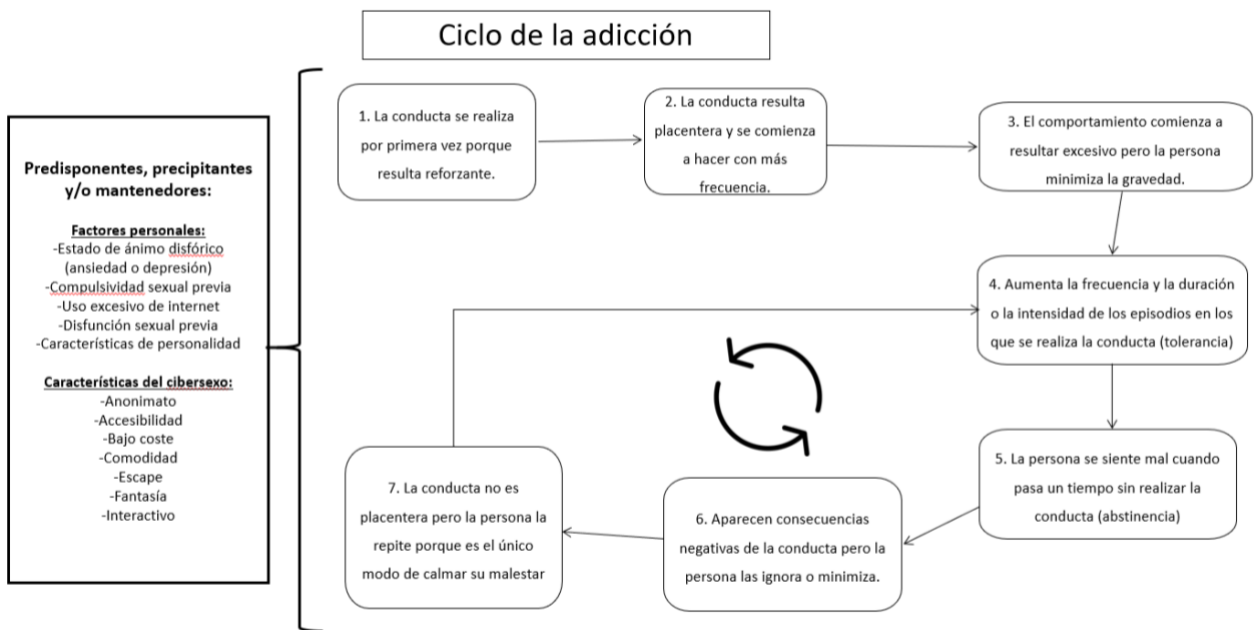 Ciclo de la adicción
Predisponentes, precipitantes
y/o mantenedores:
Factores personales:
-Estado de ánimo disfórico
(ansiedad o depresión)
-Compulsividad sexual previa
-Uso excesivo de internet
-Disfunción sexual previa
-Características de personalidad
Características del cibersexo:
-Anonimato
-Accesibilidad
-Bajo coste
-Comodidad
-Escape
-Fantasía
-Interactivo
1. La conducta se realiza
por primera vez porque
resulta reforzante.
2. La conducta resulta
placentera y se comienza
a hacer con más
frecuencia.
3. El comportamiento comienza a
resultar excesivo pero la persona
minimiza la gravedad.
4. Aumenta la frecuencia y la duración
o la intensidad de los episodios en los
que se realiza la conducta (tolerancia)
5. La persona se siente mal cuando
pasa un tiempo sin realizar la
conducta (abstinencia)
6. Aparecen consecuencias
negativas de la conducta pero la
persona las ignora o minimiza.
7. La conducta no es
placentera pero la persona la
repite porque es el único
modo de calmar su malestar